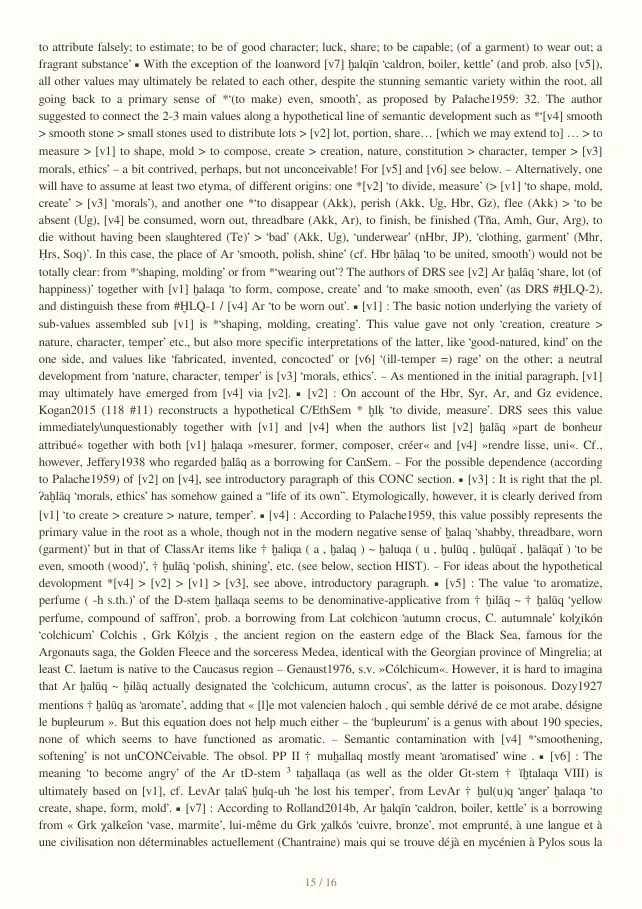 to attribute falsely; to estimate; to be of good character; luck, share; to be capable; (of a garment) to wear out; a
fragrant substance’ ▪ With the exception of the loanword [v7] ḫalqīn ‘caldron, boiler, kettle’ (and prob. also [v5]),
all other values may ultimately be related to each other, despite the stunning semantic variety within the root, all
going back to a primary sense of *‘(to make) even, smooth’, as proposed by Palache1959: 32. The author
suggested to connect the 2-3 main values along a hypothetical line of semantic development such as *‘[v4] smooth
> smooth stone > small stones used to distribute lots > [v2] lot, portion, share… [which we may extend to] … > to
measure > [v1] to shape, mold > to compose, create > creation, nature, constitution > character, temper > [v3]
morals, ethics’ – a bit contrived, perhaps, but not unconceivable! For [v5] and [v6] see below. – Alternatively, one
will have to assume at least two etyma, of different origins: one *[v2] ‘to divide, measure’ (> [v1] ‘to shape, mold,
create’ > [v3] ‘morals’), and another one *‘to disappear (Akk), perish (Akk, Ug, Hbr, Gz), flee (Akk) > ‘to be
absent (Ug), [v4] be consumed, worn out, threadbare (Akk, Ar), to finish, be finished (Tña, Amh, Gur, Arg), to
die without having been slaughtered (Te)’ > ‘bad’ (Akk, Ug), ‘underwear’ (nHbr, JP), ‘clothing, garment’ (Mhr,
Ḥrs, Soq)’. In this case, the place of Ar ‘smooth, polish, shine’ (cf. Hbr ḥālaq ‘to be united, smooth’) would not be
totally clear: from *‘shaping, molding’ or from *‘wearing out’? The authors of DRS see [v2] Ar ḫalāq ‘share, lot (of
happiness)’ together with [v1] ḫalaqa ‘to form, compose, create’ and ‘to make smooth, even’ (as DRS #ḪLQ-2),
and distinguish these from #ḪLQ-1 / [v4] Ar ‘to be worn out’. ▪ [v1] : The basic notion underlying the variety of
sub-values assembled sub [v1] is *‘shaping, molding, creating’. This value gave not only ‘creation, creature >
nature, character, temper’ etc., but also more specific interpretations of the latter, like ‘good-natured, kind’ on the
one side, and values like ‘fabricated, invented, concocted’ or [v6] ‘(ill-temper =) rage’ on the other; a neutral
development from ‘nature, character, temper’ is [v3] ‘morals, ethics’. – As mentioned in the initial paragraph, [v1]
may ultimately have emerged from [v4] via [v2]. ▪ [v2] : On account of the Hbr, Syr, Ar, and Gz evidence,
Kogan2015 (118 #11) reconstructs a hypothetical C/EthSem * ḫlḳ ‘to divide, measure’. DRS sees this value
immediately\unquestionably together with [v1] and [v4] when the authors list [v2] ḫalāq »part de bonheur
attribué« together with both [v1] ḫalaqa »mesurer, former, composer, créer« and [v4] »rendre lisse, uni«. Cf.,
however, Jeffery1938 who regarded ḫalāq as a borrowing for CanSem. – For the possible dependence (according
to Palache1959) of [v2] on [v4], see introductory paragraph of this CONC section. ▪ [v3] : It is right that the pl.
ʔaḫlāq ‘morals, ethics’ has somehow gained a “life of its own”. Etymologically, however, it is clearly derived from
[v1] ‘to create > creature > nature, temper’. ▪ [v4] : According to Palache1959, this value possibly represents the
primary value in the root as a whole, though not in the modern negative sense of ḫalaq ‘shabby, threadbare, worn
(garment)’ but in that of ClassAr items like † ḫaliqa ( a , ḫalaq ) ~ ḫaluqa ( u , ḫulūq , ḫulūqaẗ , ḫalāqaẗ ) ‘to be
even, smooth (wood)’, † ḫulāq ‘polish, shining’, etc. (see below, section HIST). – For ideas about the hypothetical
devolopment *[v4] > [v2] > [v1] > [v3], see above, introductory paragraph. ▪ [v5] : The value ‘to aromatize,
perfume ( -h s.th.)’ of the D-stem ḫallaqa seems to be denominative-applicative from † ḫilāq ~ † ḫalūq ‘yellow
perfume, compound of saffron’, prob. a borrowing from Lat colchicon ‘autumn crocus, C. autumnale’ kolχikón
‘colchicum’ Colchis , Grk Kólχis , the ancient region on the eastern edge of the Black Sea, famous for the
Argonauts saga, the Golden Fleece and the sorceress Medea, identical with the Georgian province of Mingrelia; at
least C. laetum is native to the Caucasus region – Genaust1976, s.v. »Cólchicum«. However, it is hard to imagina
that Ar ḫalūq ~ ḫilāq actually designated the ‘colchicum, autumn crocus’, as the latter is poisonous. Dozy1927
mentions † ḫalūq as ‘aromate’, adding that « [l]e mot valencien haloch , qui semble dérivé de ce mot arabe, désigne
le bupleurum ». But this equation does not help much either – the ‘bupleurum’ is a genus with about 190 species,
none of which seems to have functioned as aromatic. – Semantic contamination with [v4] *‘smoothening,
softening’ is not unCONCeivable. The obsol. PP II † muḫallaq mostly meant ‘aromatised’ wine . ▪ [v6] : The
meaning ‘to become angry’ of the Ar tD-stem ³ taḫallaqa (as well as the older Gt-stem † ĭḫtalaqa VIII) is
ultimately based on [v1], cf. LevAr ṭalaʕ ḫulq-uh ‘he lost his temper’, from LevAr † ḫul(u)q ‘anger’ ḫalaqa ‘to
create, shape, form, mold’. ▪ [v7] : According to Rolland2014b, Ar ḫalqīn ‘caldron, boiler, kettle’ is a borrowing
from « Grk χalkeîon ‘vase, marmite’, lui-même du Grk χalkós ‘cuivre, bronze’, mot emprunté, à une langue et à
une civilisation non déterminables actuellement (Chantraine) mais qui se trouve déjà en mycénien à Pylos sous la
15 / 16